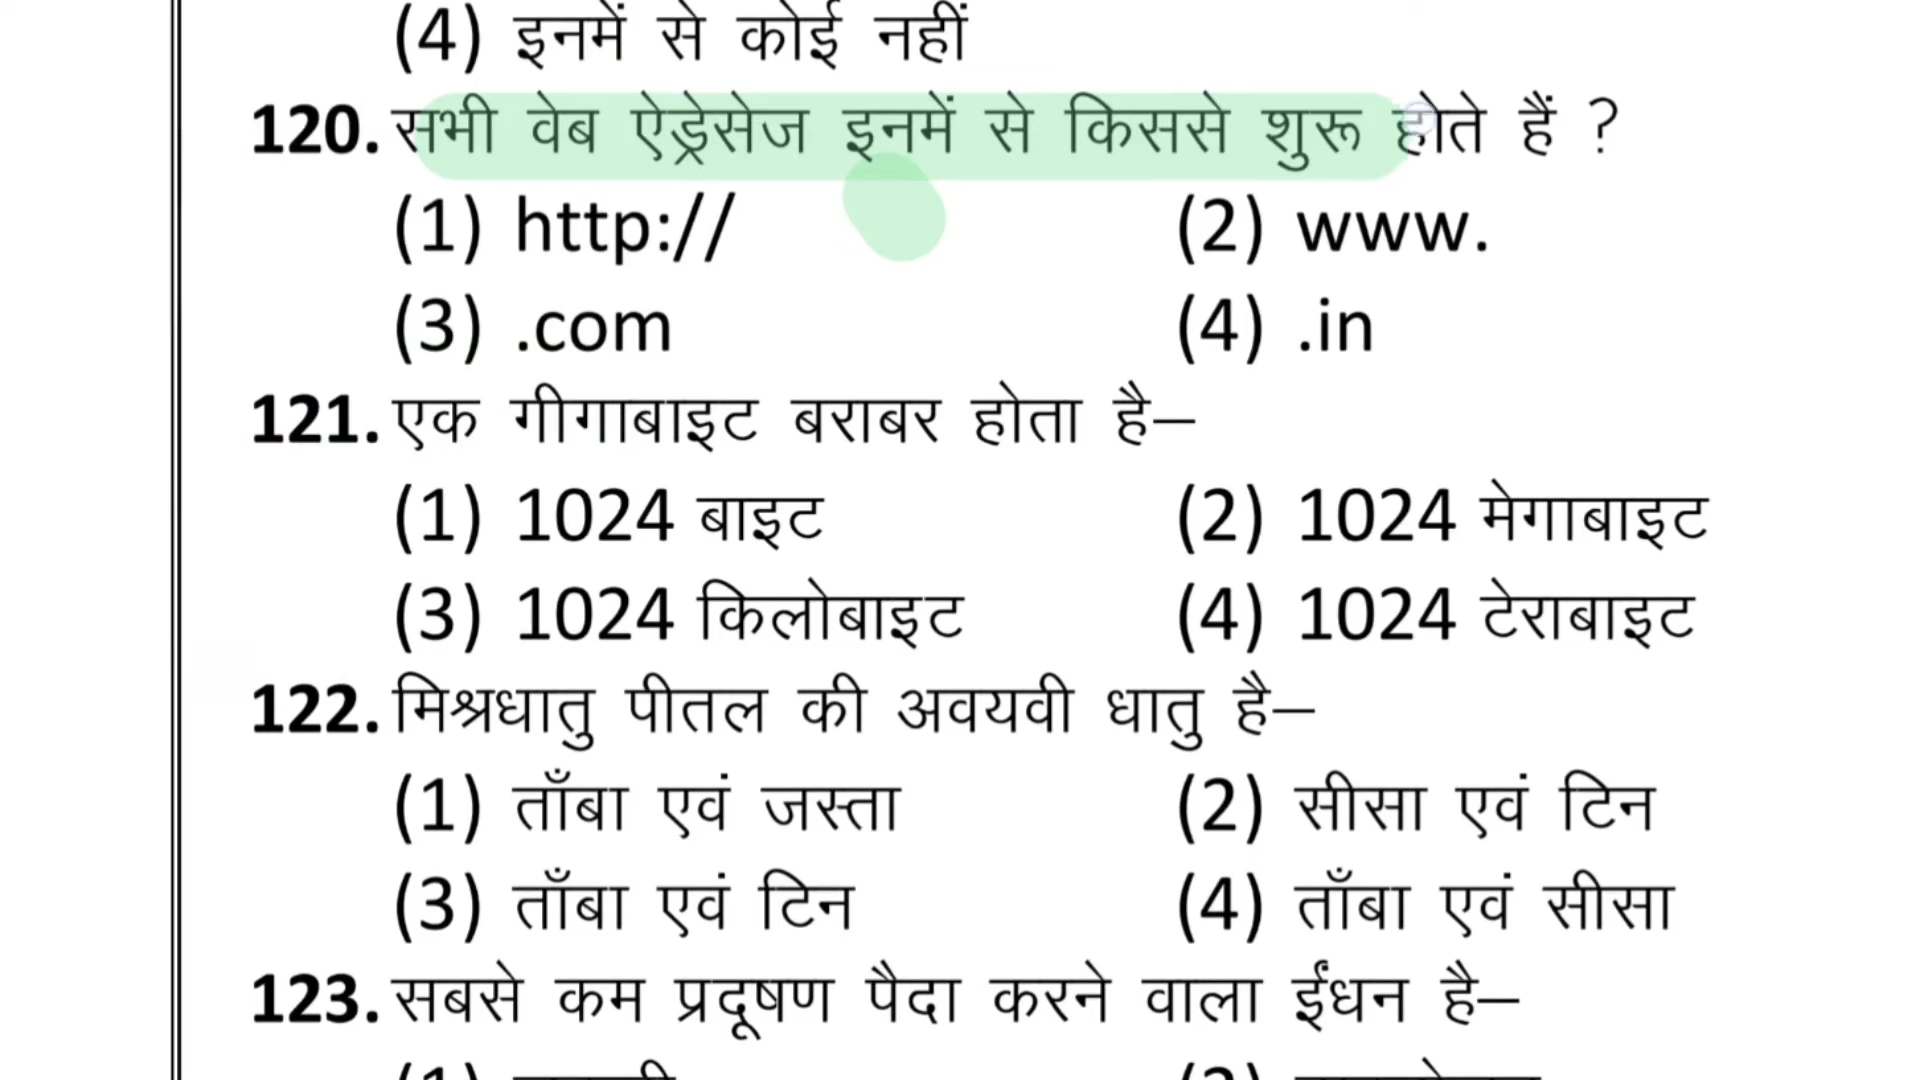 (4) इनमें से कोई नहीं
120. सभी वेब ऐड्रेसेज इनमें से किससे शुरू होते हैं ?
(1) http:// (2) www.
(3) .com (4) .in
121. एक गीगाबाइट बराबर होता है–
(1) 1024 बाइट (2) 1024 मेगाबाइट
(3) 1024 किलोबाइट (4) 1024 टेराबाइट
122. मिश्रधातु पीतल की अवयवी धातु है–
(1) ताँबा एवं जस्ता (2) सीसा एवं टिन
(3) ताँबा एवं टिन (4) ताँबा एवं सीसा
123. सबसे कम प्रदूषण पैदा करने वाला ईंधन है–